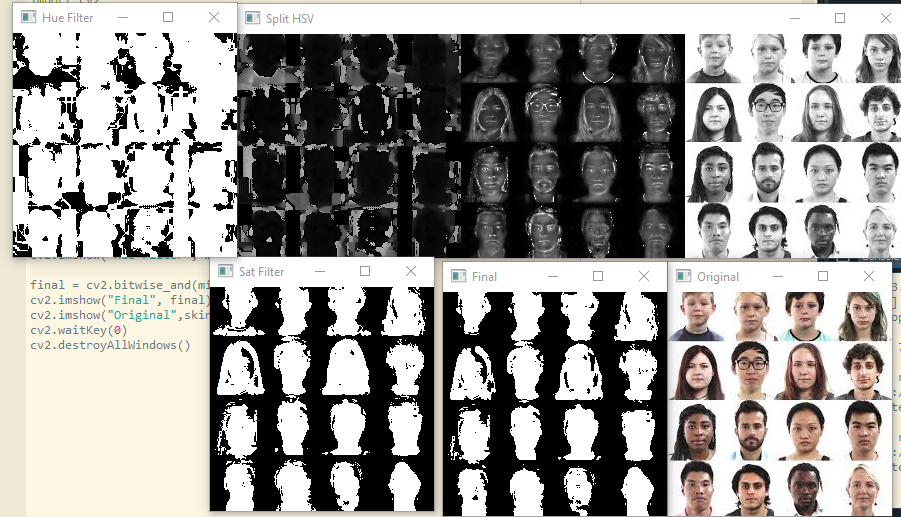 Hue Filter
Split HSV
final = cv2.bitwise_and(mi
cv2.imshow("Final", final)
cv2.imshow("Original",skin
cv2.waitKey(0)
cv2.destroyAllWindows()
Sat Filter
Final
Original